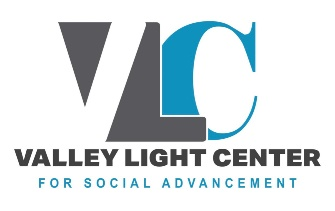 VLC
VALLEY LIGHT CENTER
FOR SOCIAL ADVANCEMENT